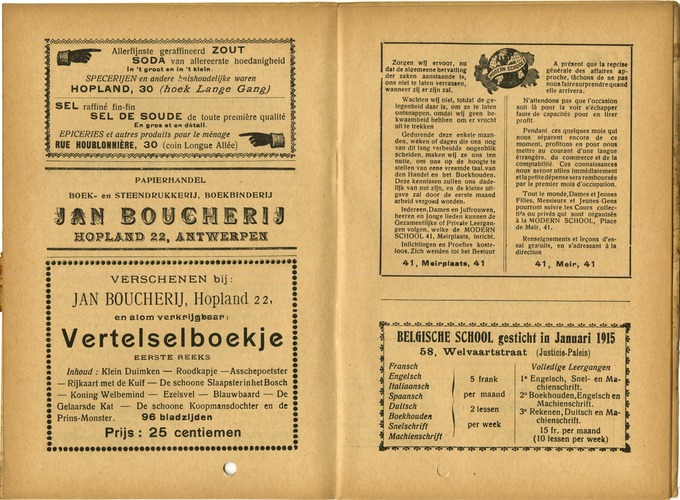 Allerfijnste geraffineerd ZOUT
SODA van allereerste hoedanigheid
In 't groot en in 't klein.
SPECERIJEN en andere huishoudelijke waren
HOPLAND, 30 (hoek Lange Gang)
SEL raffiné fin-fin
SEL DE SOUDE de toute première qualité
En gros et en détail.
EPICERIES et autres produits pour le ménage
RUE HOUBLONNIÈRE, 30 (coin Longue Allée)
PAPIERHANDEL
BOEK- en STEENDRUKKERIJ, BOEKBINDERIJ
JAN BOUCHERIJ
HOPLAND 22, ANTWERPEN
VERSCHENEN bij:
JAN BOUCHERIJ, Hopland 22,
en alom verkrijgbaar:
Vertelselboekje
EERSTE REEKS
Inhoud : Klein Duimken — Roodkapje —Asschepoetster
— Rijkaart met de Kuif — De schoone Slaapster in het Bosch
— Koning Welbemind — Ezelsvel — Blauwbaard — De
Gelaarsde Kat — De schoone Koopmansdochter en de
Prins-Monster. 96 bladzijden
Prijs : 25 centiemen
Zorgen wij ervoor, nu
dat de algemeene hervatting
der zaken aanstaande is,
ons niet te laten verrassen,
wanneer zij er zijn zal.
Wachten wij niet, totdat de ge-
legenheid daar is, om ze te laten
ontsnappen, omdat wij geen be-
kwaamheid hebben om er vrucht
uit te trekken
Gedurende deze enkele maan-
den, weken of dagen die ons nog
van dit lang verbeidde oogenblik
scheiden, maken wij ze ons ten
nutte, om ons op de hoogte te
stellen van eene vreemde taal, van
den Handel en het Boekhouden.
Deze kennissen zullen ons dade-
lijk van nut zijn, en de kleine uit-
gave zal door de eerste maand
arbeid vergoed worden.
Iedereen, Dames en Juffrouwen,
heeren en Jonge lieden kunnen de
Gezamenlijke of Private Leergan-
gen volgen, welke de MODERN
SCHOOL 41, Meirplaats, inricht.
Inlichtingen en Proefles koste-
loos. Zich wenden tot het Bestuur
41, Meirplaats, 41
MODERN SCHOOL
A présent que la reprise
générale des affaires ap-
proche, tâchons de ne pas
nous faire surprendre quand
elle arrivera.
N'attendons pas que l'occasion
soit là pour la voir s'échapper
faute de capacités pour en tirer
profit.
Pendant ces quelques mois qui
nous séparent encore de ce
moment, profitons en pour nous
mettre au courant d'une langue
étrangère, du commerce et de la
comptabilité. Ces connaissances
nous seront utiles immédiatement
et la petite dépense sera remboursée
par le premier mois d'occupation.
Tout le monde, Dames et Jeunes
Filles, Messieurs et Jeunes-Gens
pourront suivre les Cours collec-
tifs ou privés qui sont organisés
à la MODERN SCHOOL, Place
de Meir, 41.
Renseignements et leçons d'es-
sai gratuits, en s'adressant à la
direction
41, Meir, 41
BELGISCHE SCHOOL gesticht in Januari 1915
58, Welvaartstraat (Justicie-Paleis)
Fransch
Engelsch
Italiaansch
Spaansch
Duitsch
Boekhouden
Snelschrift
Machienschrift
5 frank
per maand
2 lessen
per week
Volledige Leergangen
1e Engelsch, Snel- en Ma-
chienschrift.
2e Boekhouden, Engelsch en
Machienschrift.
3e Rekenen, Duitsch en Ma-
chienschrift.
15 fr. per maand
(10 lessen per week)